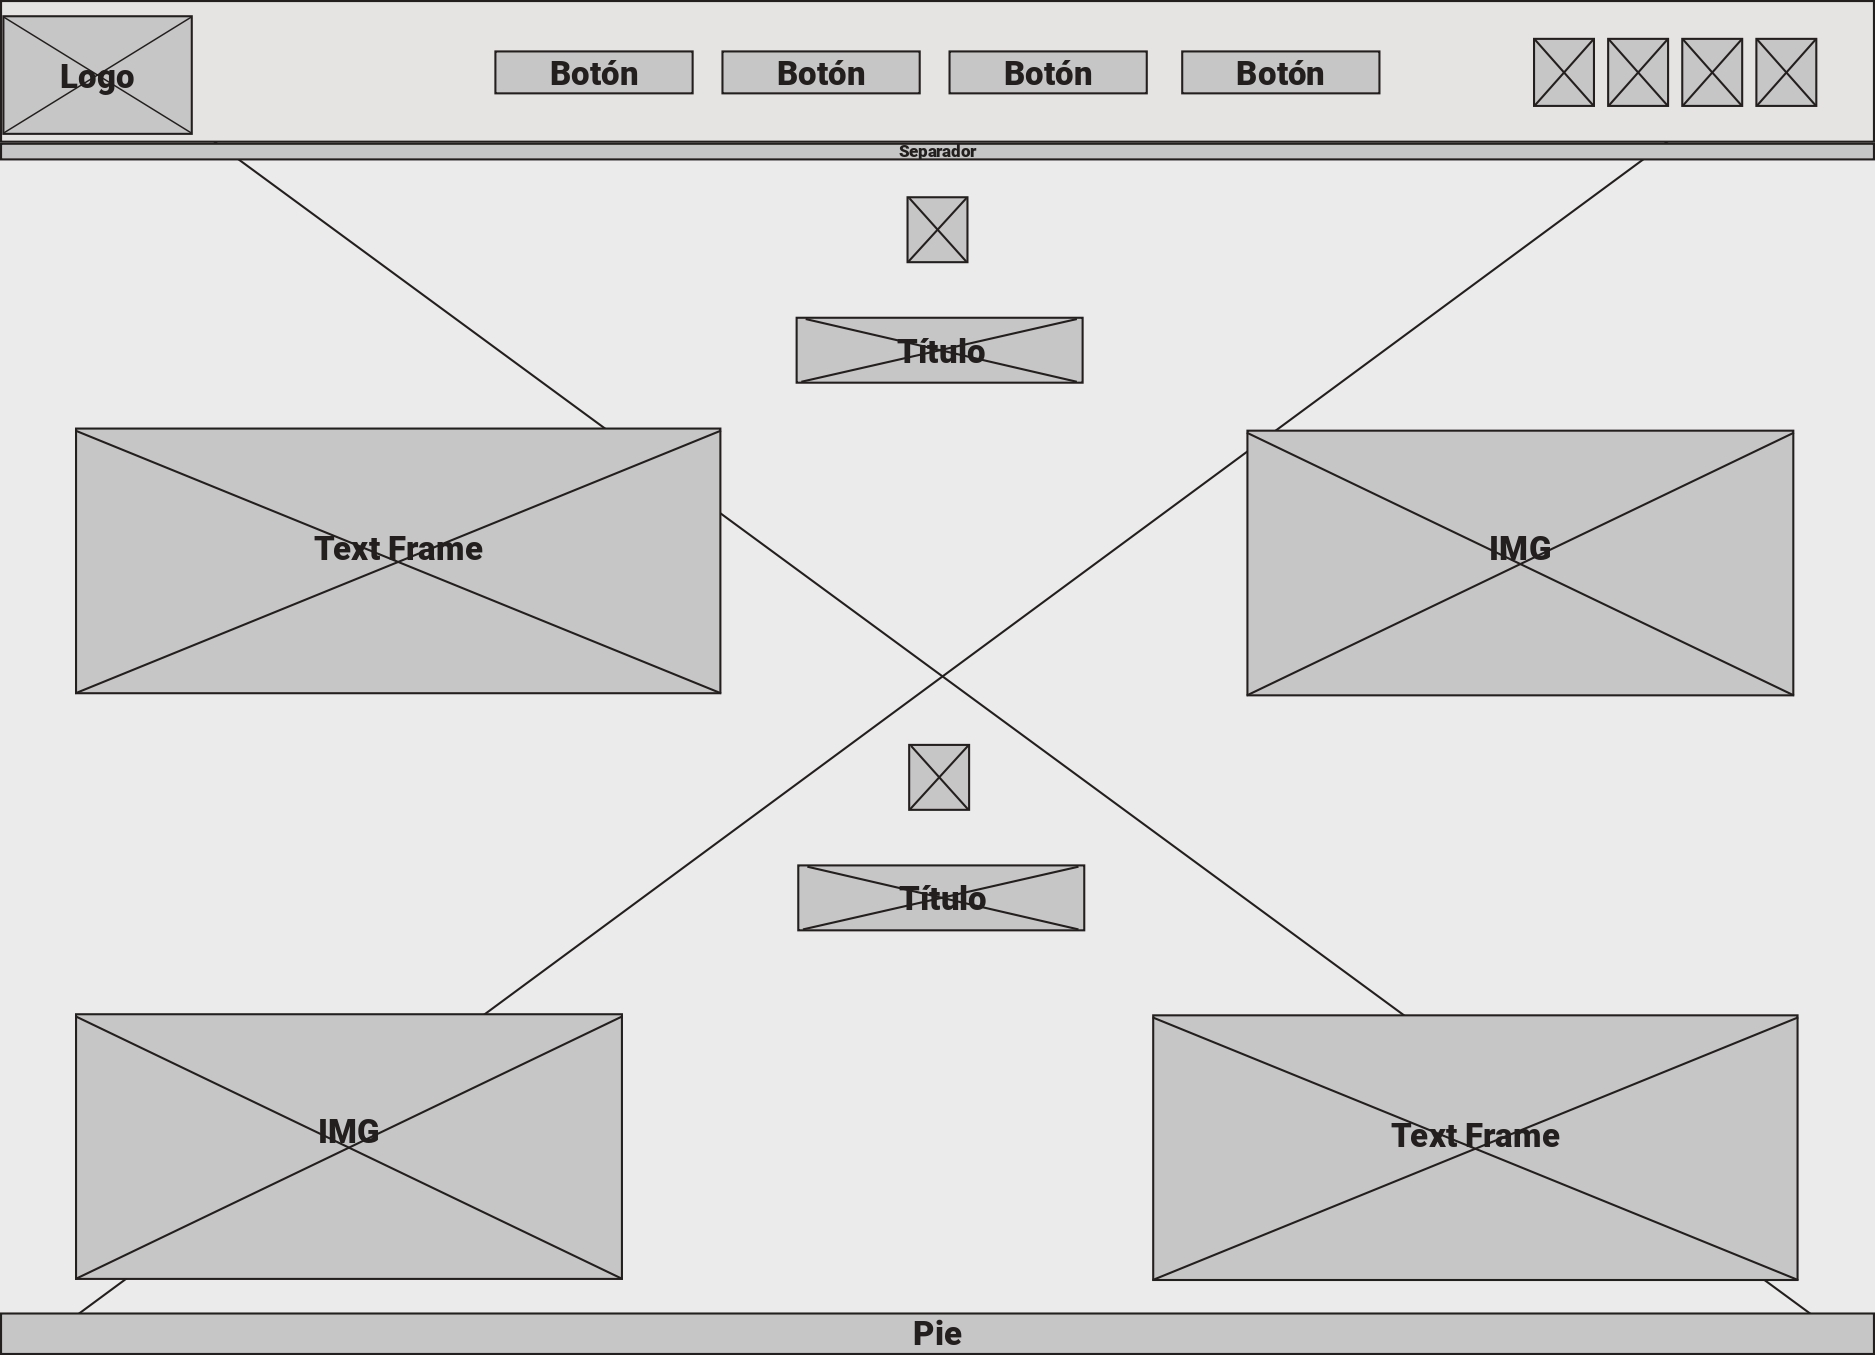 Logo
Botón
Botón
Botón
Botón
Separador
Título
Text Frame
IMG
Título
IMG
Text Frame
Pie